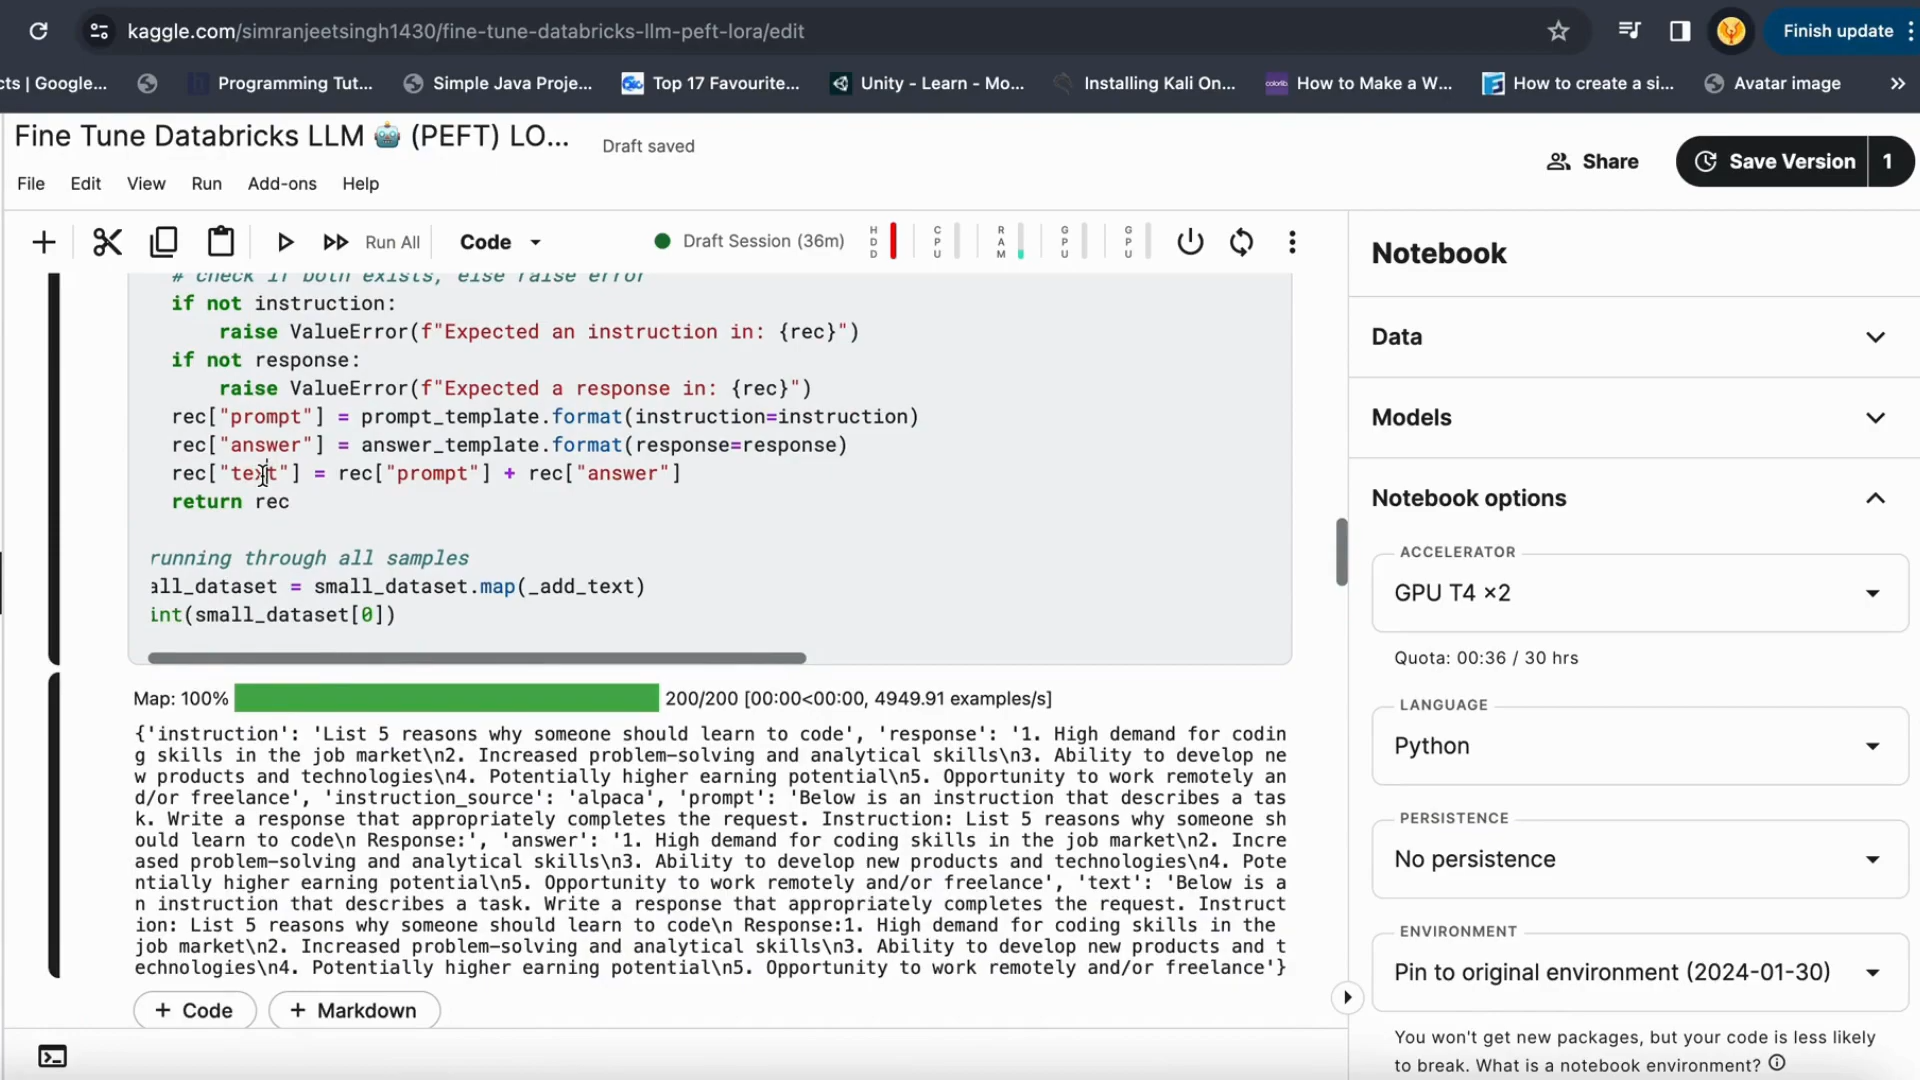 kaggle.com/simranjeetsingh1430/fine-tune-databricks-llm-peft-lora/edit
Finish update
cts | Google...
Programming Tut...
Simple Java Proje...
Top 17 Favourite...
Unity - Learn - Mo...
Installing Kali On...
How to Make a W...
How to create a si...
Avatar image
Fine Tune Databricks LLM 🤖 (PEFT) LO...
Draft saved
Share
Save Version
1
File
Edit
View
Run
Add-ons
Help
Run All
Code
Draft Session (36m)
HDD
CPU
RAM
GPU
GPU
# check if both exists, else raise error
if not instruction:
raise ValueError(f"Expected an instruction in: {rec}")
if not response:
raise ValueError(f"Expected a response in: {rec}")
rec["prompt"] = prompt_template.format(instruction=instruction)
rec["answer"] = answer_template.format(response=response)
rec["text"] = rec["prompt"] + rec["answer"]
return rec
running through all samples
all_dataset = small_dataset.map(_add_text)
int(small_dataset[0])
Map: 100%
200/200 [00:00<00:00, 4949.91 examples/s]
{'instruction': 'List 5 reasons why someone should learn to code', 'response': '1. High demand for codin
g skills in the job market\n2. Increased problem-solving and analytical skills\n3. Ability to develop ne
w products and technologies\n4. Potentially higher earning potential\n5. Opportunity to work remotely an
d/or freelance', 'instruction_source': 'alpaca', 'prompt': 'Below is an instruction that describes a tas
k. Write a response that appropriately completes the request. Instruction: List 5 reasons why someone sh
ould learn to code\n Response:', 'answer': '1. High demand for coding skills in the job market\n2. Incre
ased problem-solving and analytical skills\n3. Ability to develop new products and technologies\n4. Pote
ntially higher earning potential\n5. Opportunity to work remotely and/or freelance', 'text': 'Below is a
n instruction that describes a task. Write a response that appropriately completes the request. Instruct
ion: List 5 reasons why someone should learn to code\n Response:1. High demand for coding skills in the
job market\n2. Increased problem-solving and analytical skills\n3. Ability to develop new products and t
echnologies\n4. Potentially higher earning potential\n5. Opportunity to work remotely and/or freelance'}
+ Code
+ Markdown
Notebook
Data
Models
Notebook options
ACCELERATOR
GPU T4 ×2
Quota: 00:36 / 30 hrs
LANGUAGE
Python
PERSISTENCE
No persistence
ENVIRONMENT
Pin to original environment (2024-01-30)
You won't get new packages, but your code is less likely
to break. What is a notebook environment?